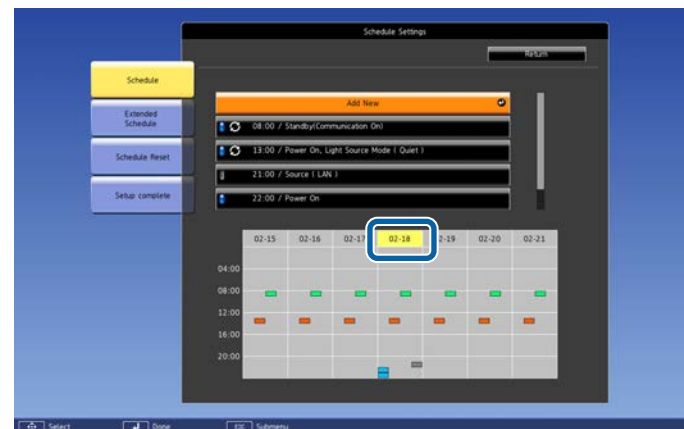 Schedule Settings
Return
Schedule
Extended
Schedule
Schedule Reset
Setup complete
Add New
08:00 / Standby(Communication On)
13:00 / Power On, Light Source Mode ( Quiet )
21:00 / Source ( LAN )
22:00 / Power On
02-15 02-16 02-17 02-18 2-19 02-20 02-21
04:00
08:00
12:00
16:00
20:00
Select Done ESC Submenu